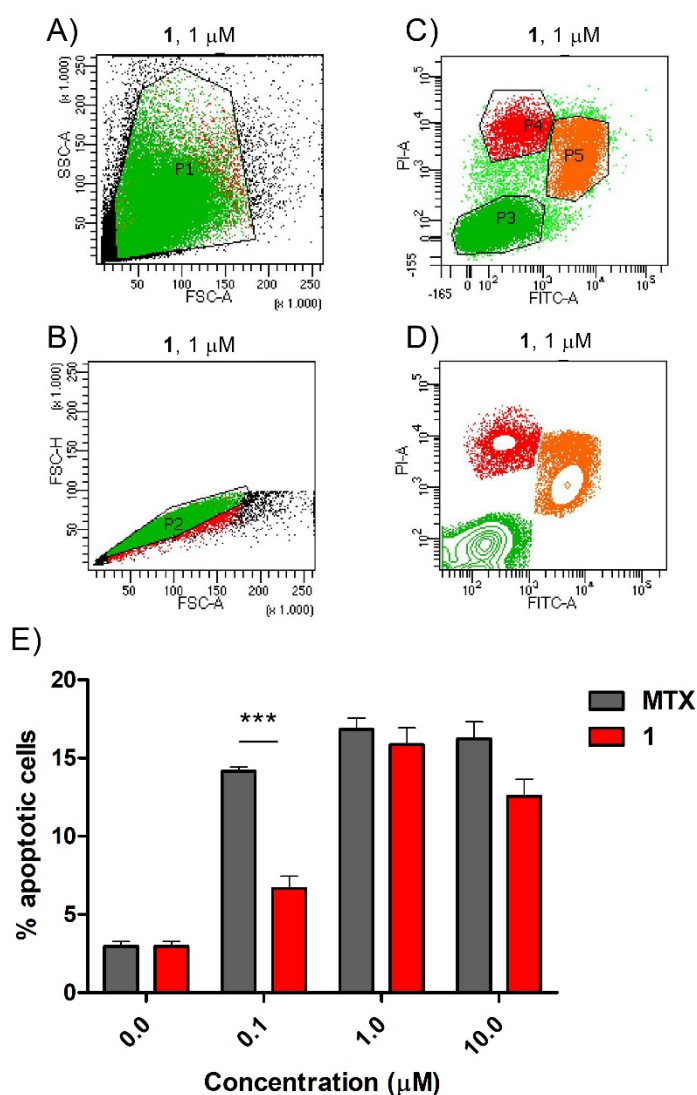 A)
1, 1 μM
SSC-A
(x 1.000)
50 100 150 200 250
P1
50 100 150 200 250
FSC-A
(x 1.000)
C)
1, 1 μM
PI-A
-155 0 10² 10³ 10⁴ 10⁵
P4
P5
P3
-165 0 10² 10³ 10⁴ 10⁵
FITC-A
B)
1, 1 μM
FSC-H
(x 1.000)
50 100 150 200 250
P2
50 100 150 200 250
FSC-A
(x 1.000)
D)
1, 1 μM
PI-A
10² 10³ 10⁴ 10⁵
10² 10³ 10⁴ 10⁵
FITC-A
E)
% apoptotic cells
20
15
10
5
0
***
MTX
1
0.0 0.1 1.0 10.0
Concentration (μM)